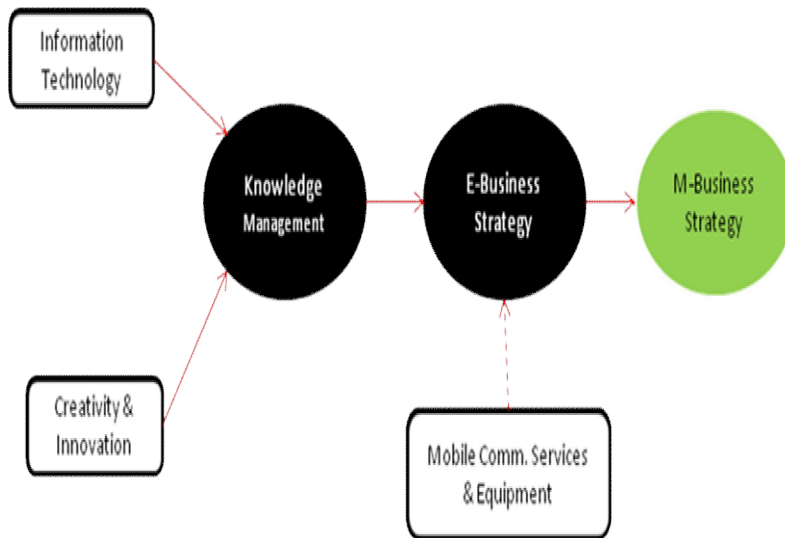 Information
Technology
Knowledge
Management
E-Business
Strategy
M-Business
Strategy
Creativity &
Innovation
Mobile Comm. Services
& Equipment